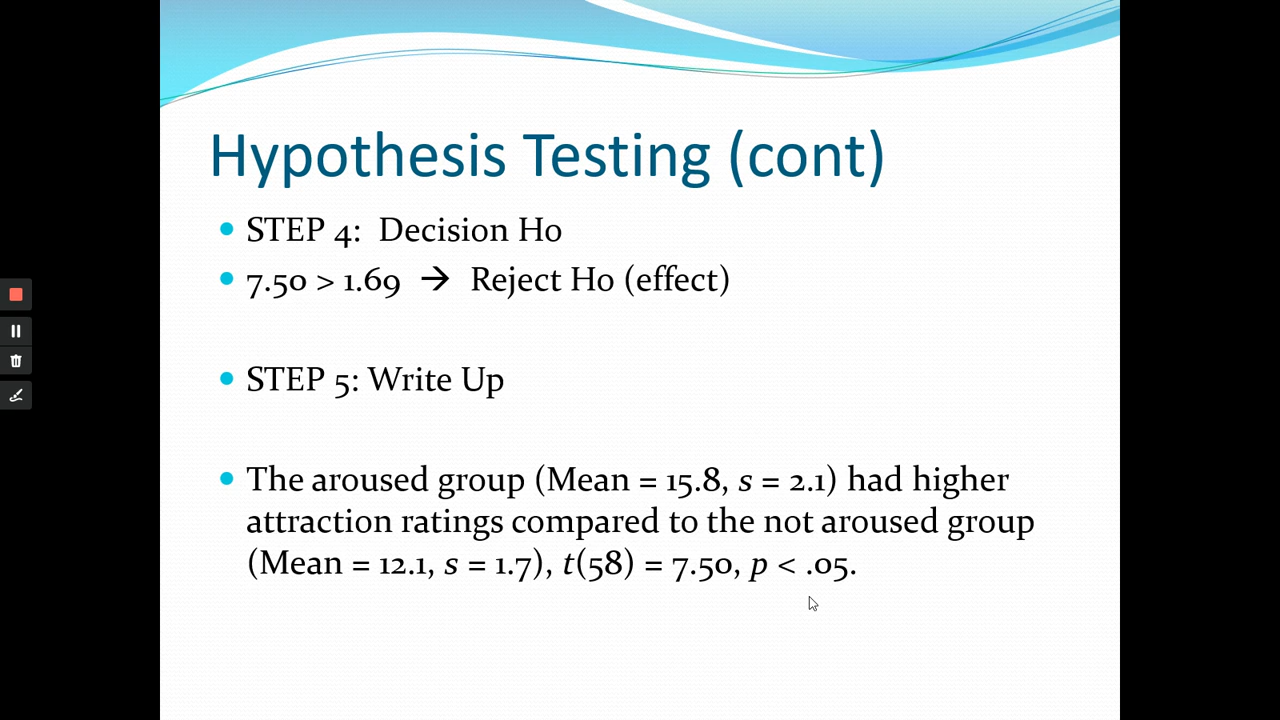 Hypothesis Testing (cont)
STEP 4: Decision Ho
7.50 > 1.69 → Reject Ho (effect)
STEP 5: Write Up
The aroused group (Mean = 15.8, s = 2.1) had higher
attraction ratings compared to the not aroused group
(Mean = 12.1, s = 1.7), t(58) = 7.50, p < .05.